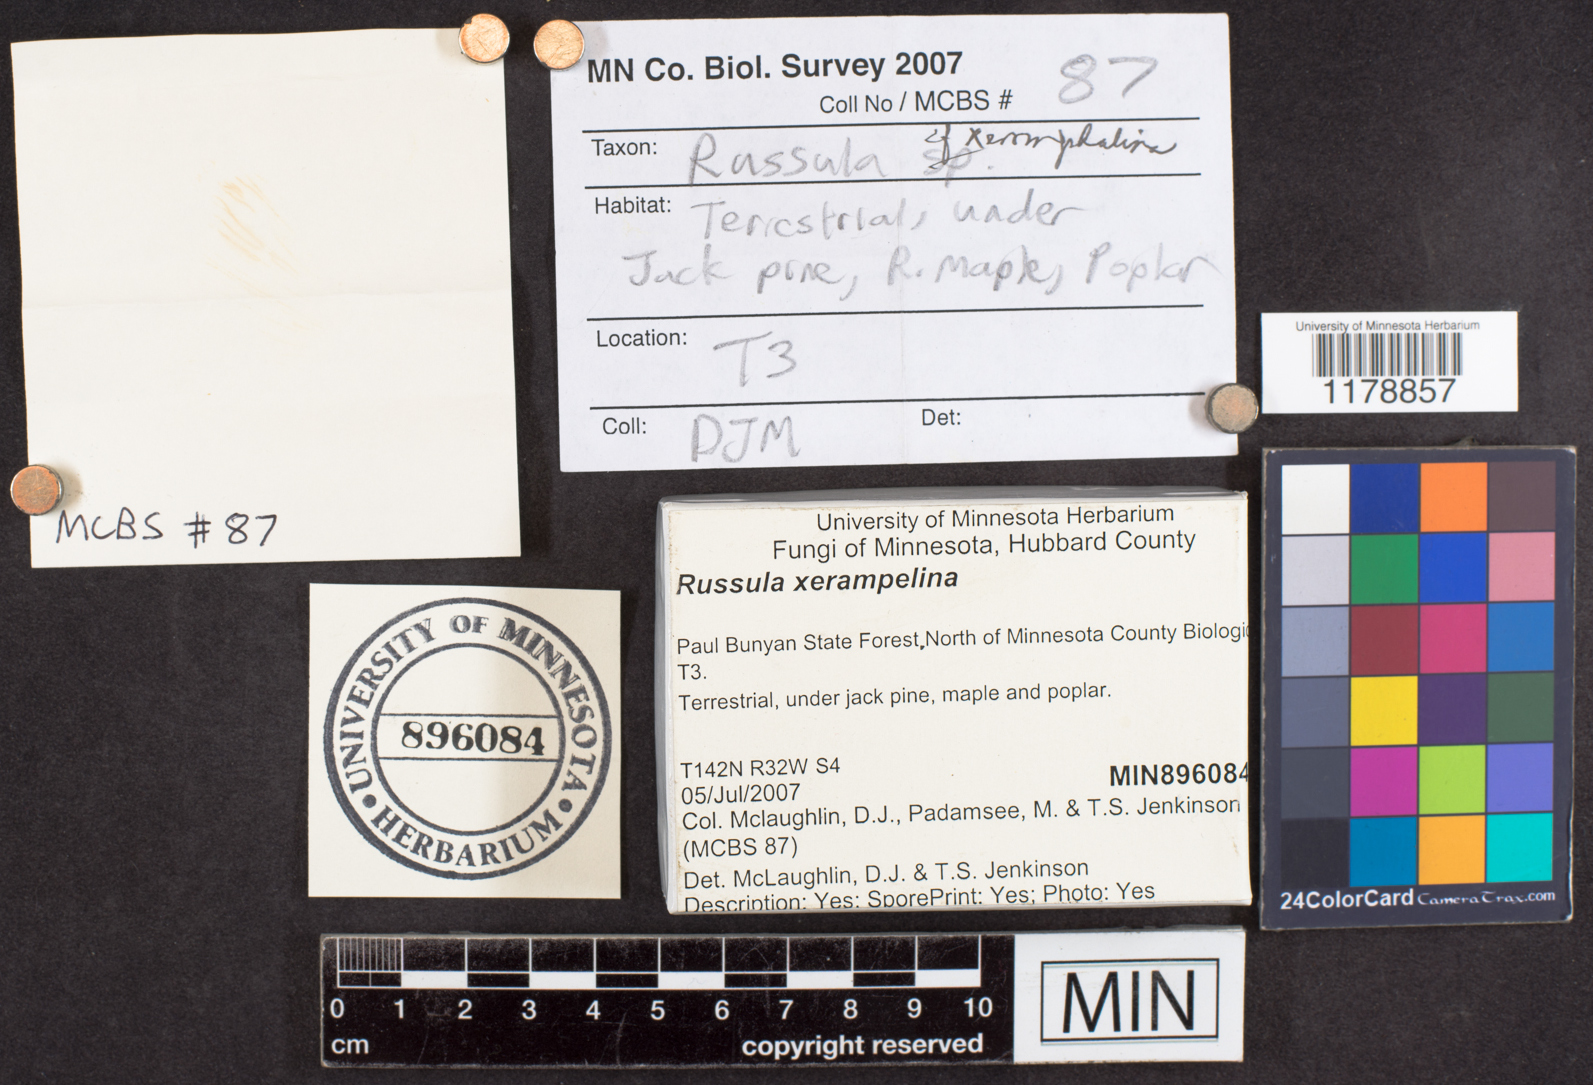 MCBS # 87
MN Co. Biol. Survey 2007
Coll No / MCBS # 87
Taxon: Russula sp. cf xeromphalina
Habitat: Terrestrial, under
Jack pine, R. Maple, Poplar
Location: T3
Coll: DJM Det:
University of Minnesota Herbarium
1178857
UNIVERSITY OF MINNESOTA
896084
HERBARIUM
University of Minnesota Herbarium
Fungi of Minnesota, Hubbard County
Russula xerampelina
Paul Bunyan State Forest,North of Minnesota County Biologi
T3.
Terrestrial, under jack pine, maple and poplar.
T142N R32W S4
MIN896084
05/Jul/2007
Col. Mclaughlin, D.J., Padamsee, M. & T.S. Jenkinson
(MCBS 87)
Det. McLaughlin, D.J. & T.S. Jenkinson
Description: Yes; SporePrint: Yes; Photo: Yes
24ColorCard CameraTrax.com
0 1 2 3 4 5 6 7 8 9 10
cm copyright reserved
MIN